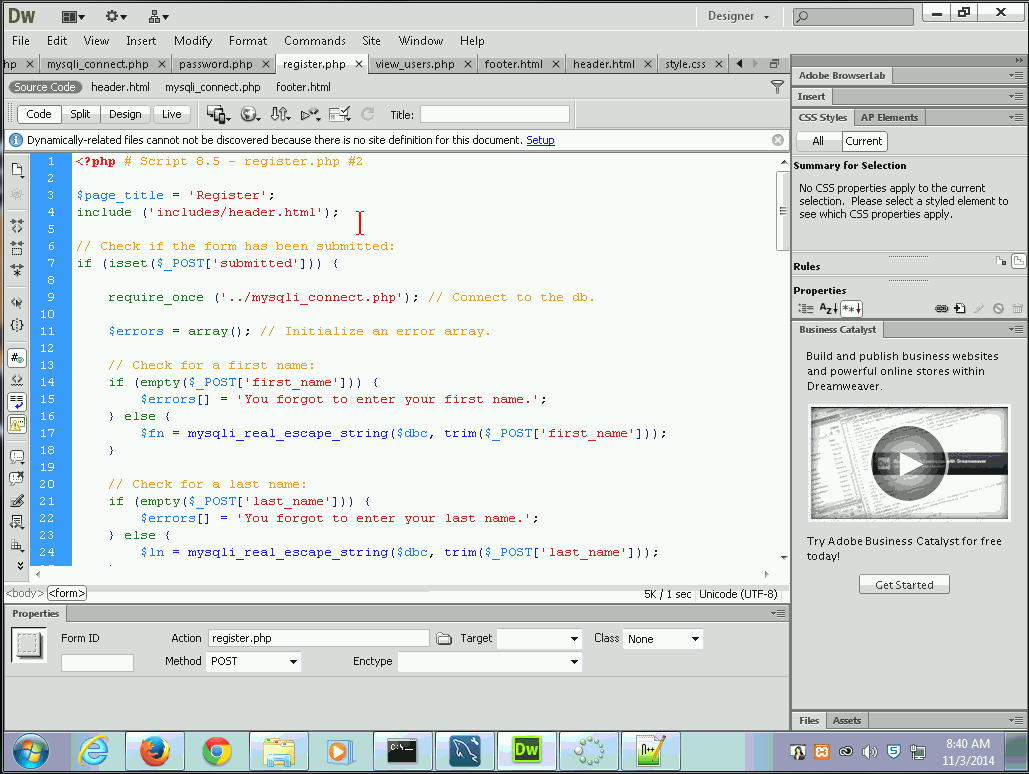 Dw
Designer
File Edit View Insert Modify Format Commands Site Window Help
hp mysqli_connect.php password.php register.php view_users.php footer.html header.html style.css
Source Code header.html mysqli_connect.php footer.html
Code Split Design Live Title:
Dynamically-related files cannot be discovered because there is no site definition for this document. Setup
1 <?php # Script 8.5 - register.php #2
2
3 $page_title = 'Register';
4 include ('includes/header.html');
5
6 // Check if the form has been submitted:
7 if (isset($_POST['submitted'])) {
8
9 require_once ('../mysqli_connect.php'); // Connect to the db.
10
11 $errors = array(); // Initialize an error array.
12
13 // Check for a first name:
14 if (empty($_POST['first_name'])) {
15 $errors[] = 'You forgot to enter your first name.';
16 } else {
17 $fn = mysqli_real_escape_string($dbc, trim($_POST['first_name']));
18 }
19
20 // Check for a last name:
21 if (empty($_POST['last_name'])) {
22 $errors[] = 'You forgot to enter your last name.';
23 } else {
24 $ln = mysqli_real_escape_string($dbc, trim($_POST['last_name']));
<body> <form> 5K / 1 sec Unicode (UTF-8)
Properties
Form ID Action register.php Target Class None
Method POST Enctype
Adobe BrowserLab
Insert
CSS Styles AP Elements
All Current
Summary for Selection
No CSS properties apply to the current
selection. Please select a styled element to
see which CSS properties apply.
Rules
Properties
Business Catalyst
Build and publish business websites
and powerful online stores within
Dreamweaver.
Try Adobe Business Catalyst for free
today!
Get Started
Files Assets
C:\
Dw
8:40 AM
11/3/2014